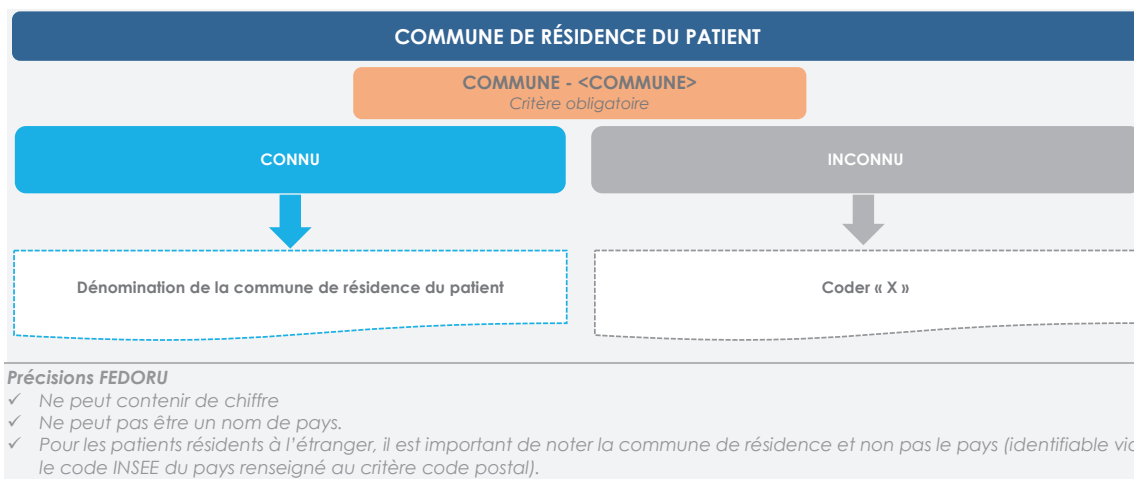 COMMUNE DE RÉSIDENCE DU PATIENT
COMMUNE - <COMMUNE>
Critère obligatoire
CONNU
INCONNU
Dénomination de la commune de résidence du patient
Coder « X »
Précisions FEDORU
✓ Ne peut contenir de chiffre
✓ Ne peut pas être un nom de pays.
✓ Pour les patients résidents à l'étranger, il est important de noter la commune de résidence et non pas le pays (identifiable via
le code INSEE du pays renseigné au critère code postal).